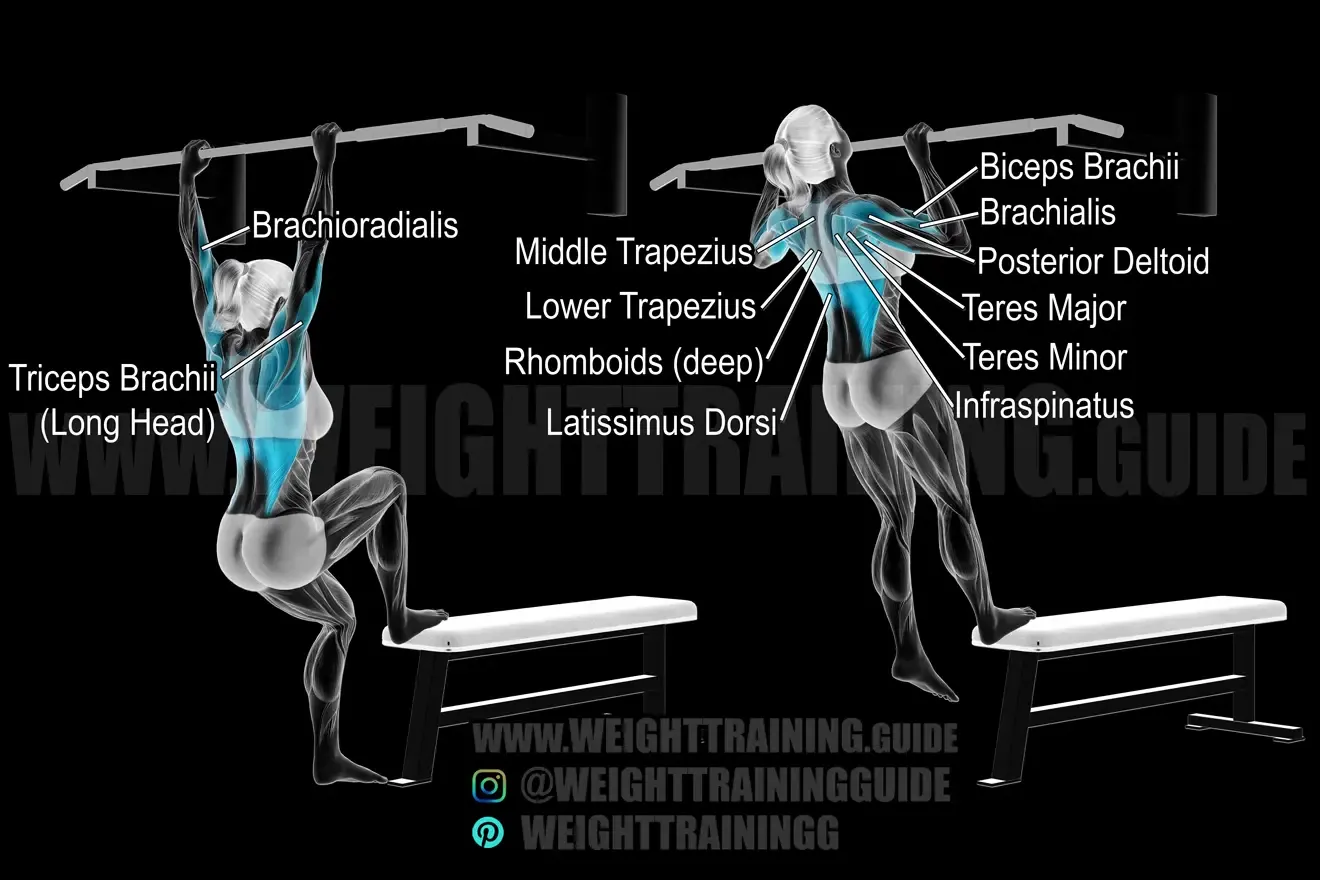 Brachioradialis
Triceps Brachii
(Long Head)
Middle Trapezius
Lower Trapezius
Rhomboids (deep)
Latissimus Dorsi
Biceps Brachii
Brachialis
Posterior Deltoid
Teres Major
Teres Minor
Infraspinatus
WWW.WEIGHTTRAINING.GUIDE
WWW.WEIGHTTRAINING.GUIDE
@WEIGHTTRAININGGUIDE
WEIGHTTRAININGG